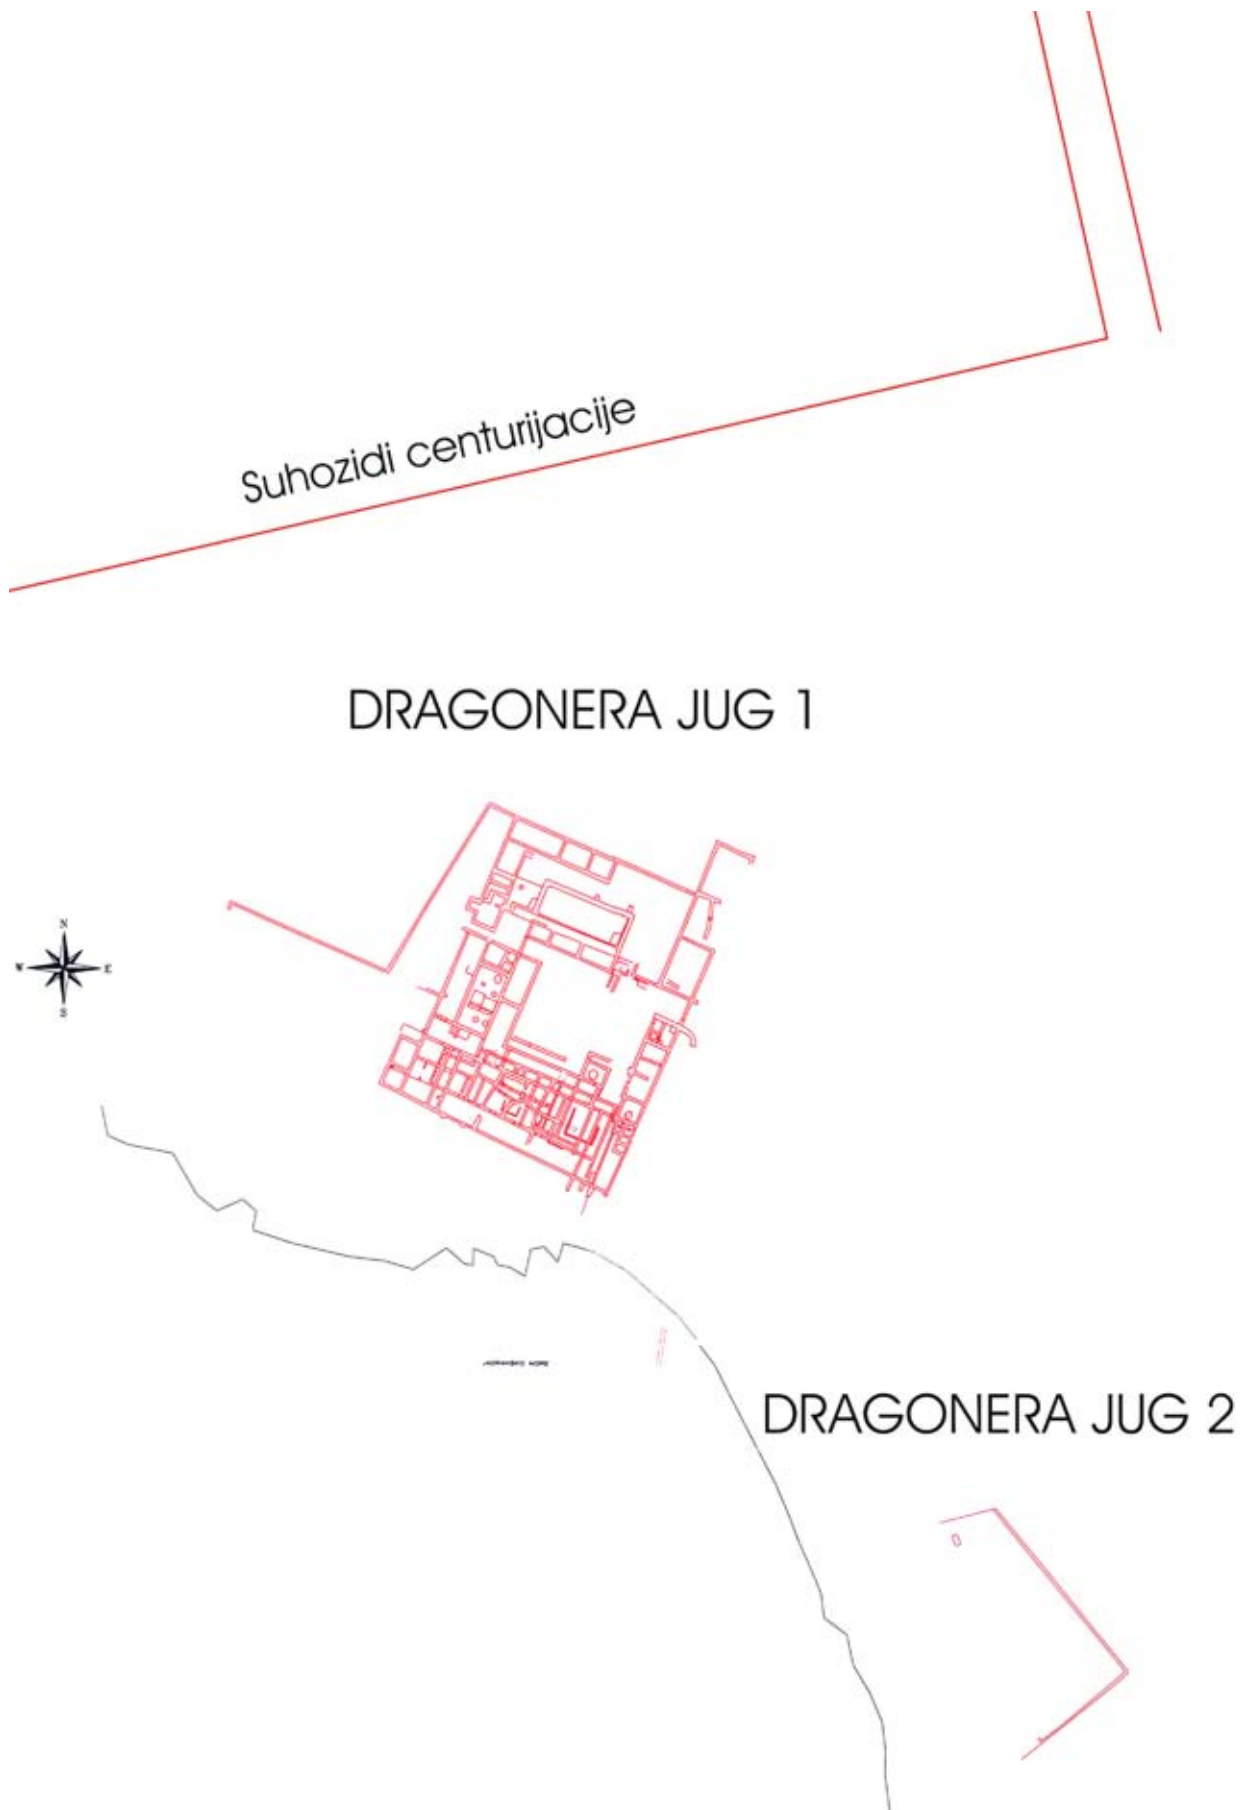 Suhozidi centurijacije
DRAGONERA JUG 1
N
W E
S
DRAGONERA JUG 2